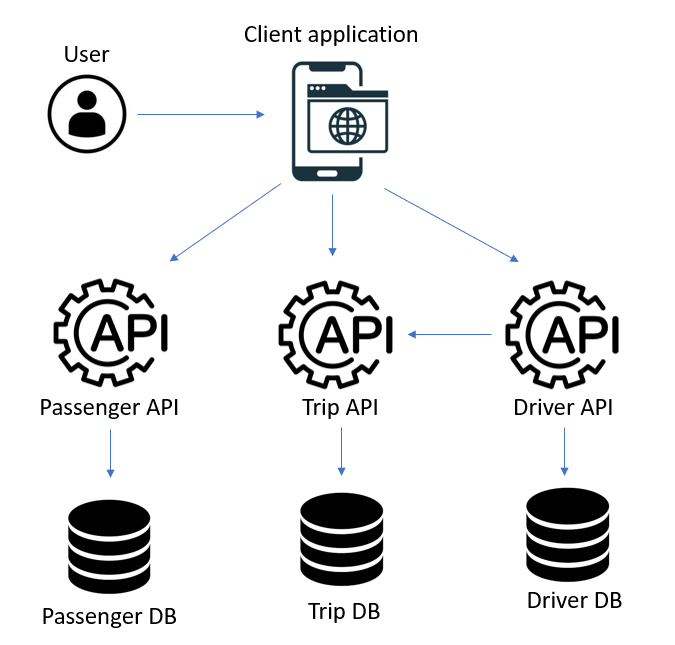 Client application
User
API
API
API
Passenger API
Trip API
Driver API
Passenger DB
Trip DB
Driver DB